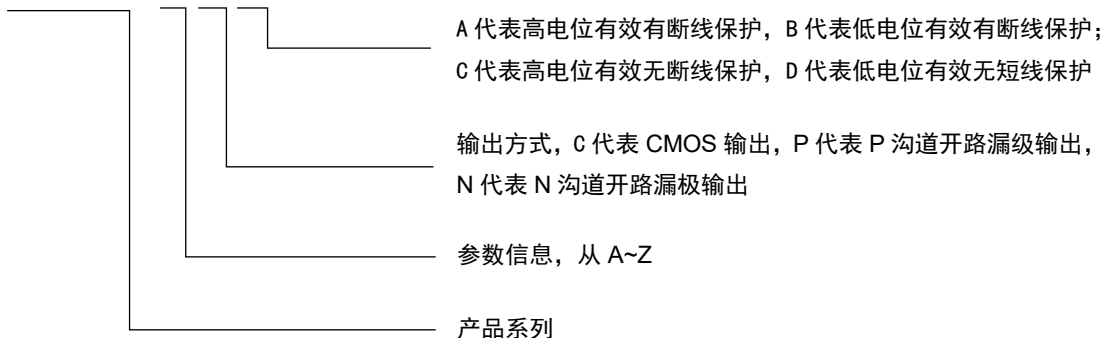 A 代表高电位有效有断线保护，B 代表低电位有效有断线保护；
C 代表高电位有效无断线保护，D 代表低电位有效无短线保护
输出方式，C 代表 CMOS 输出，P 代表 P 沟道开路漏级输出，
N 代表 N 沟道开路漏极输出
参数信息，从 A~Z
产品系列